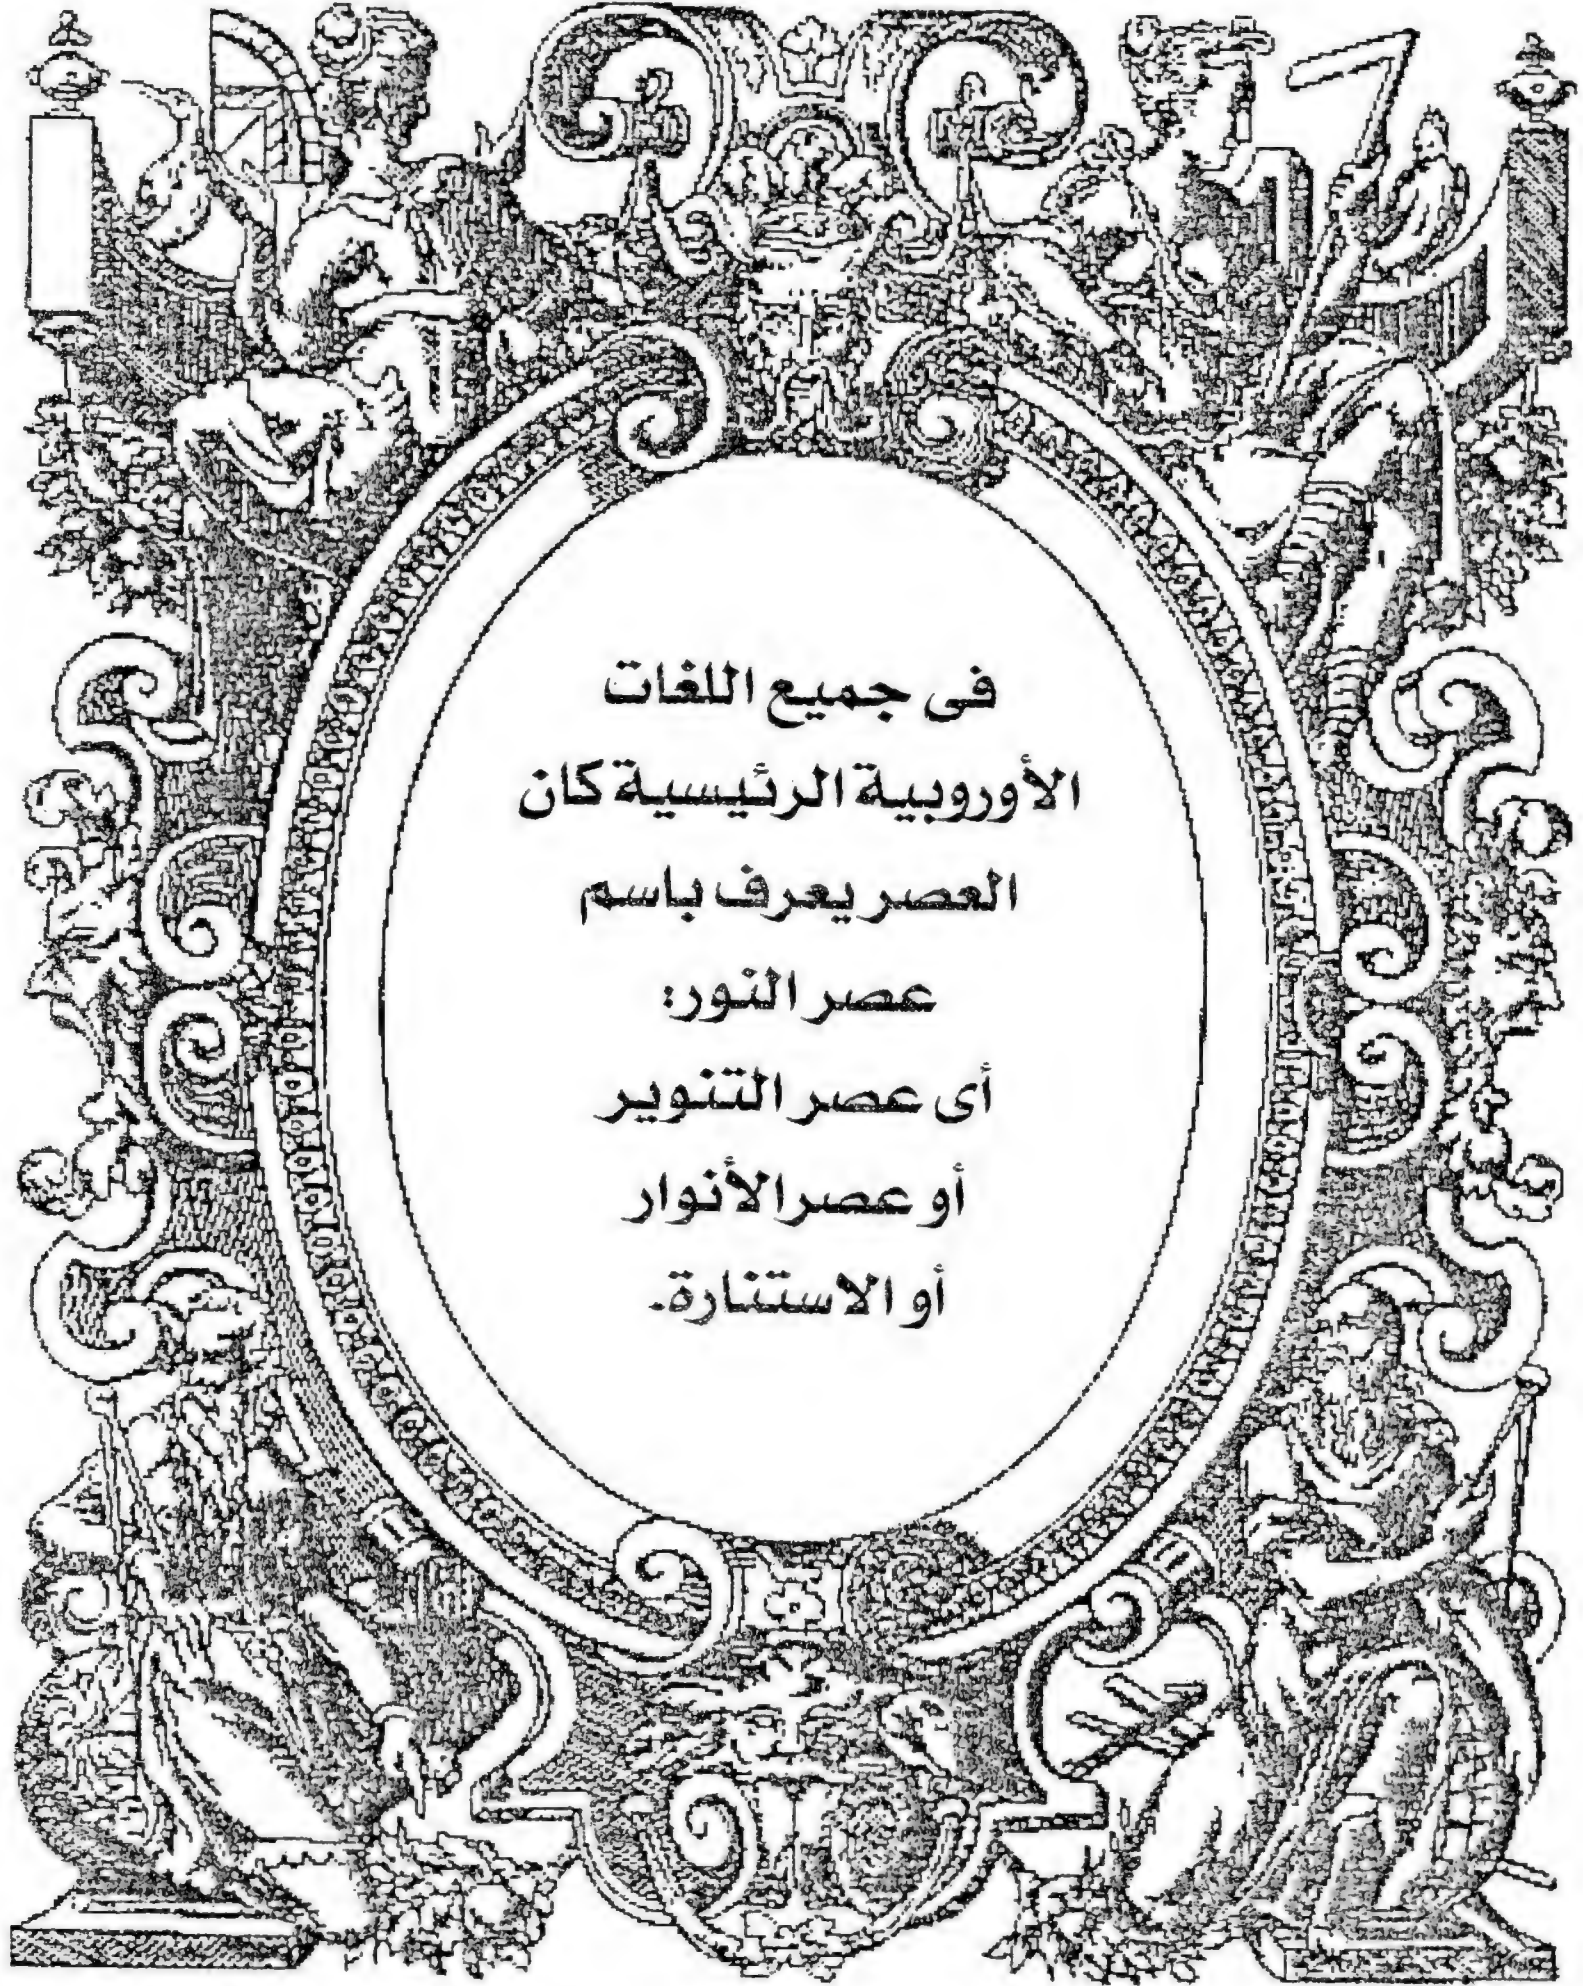 فى جميع اللغات
الأوروبية الرئيسية كان
العصر يعرف باسم
عصر النور:
أى عصر التنوير
أو عصر الأنوار
أو الاستنارة.